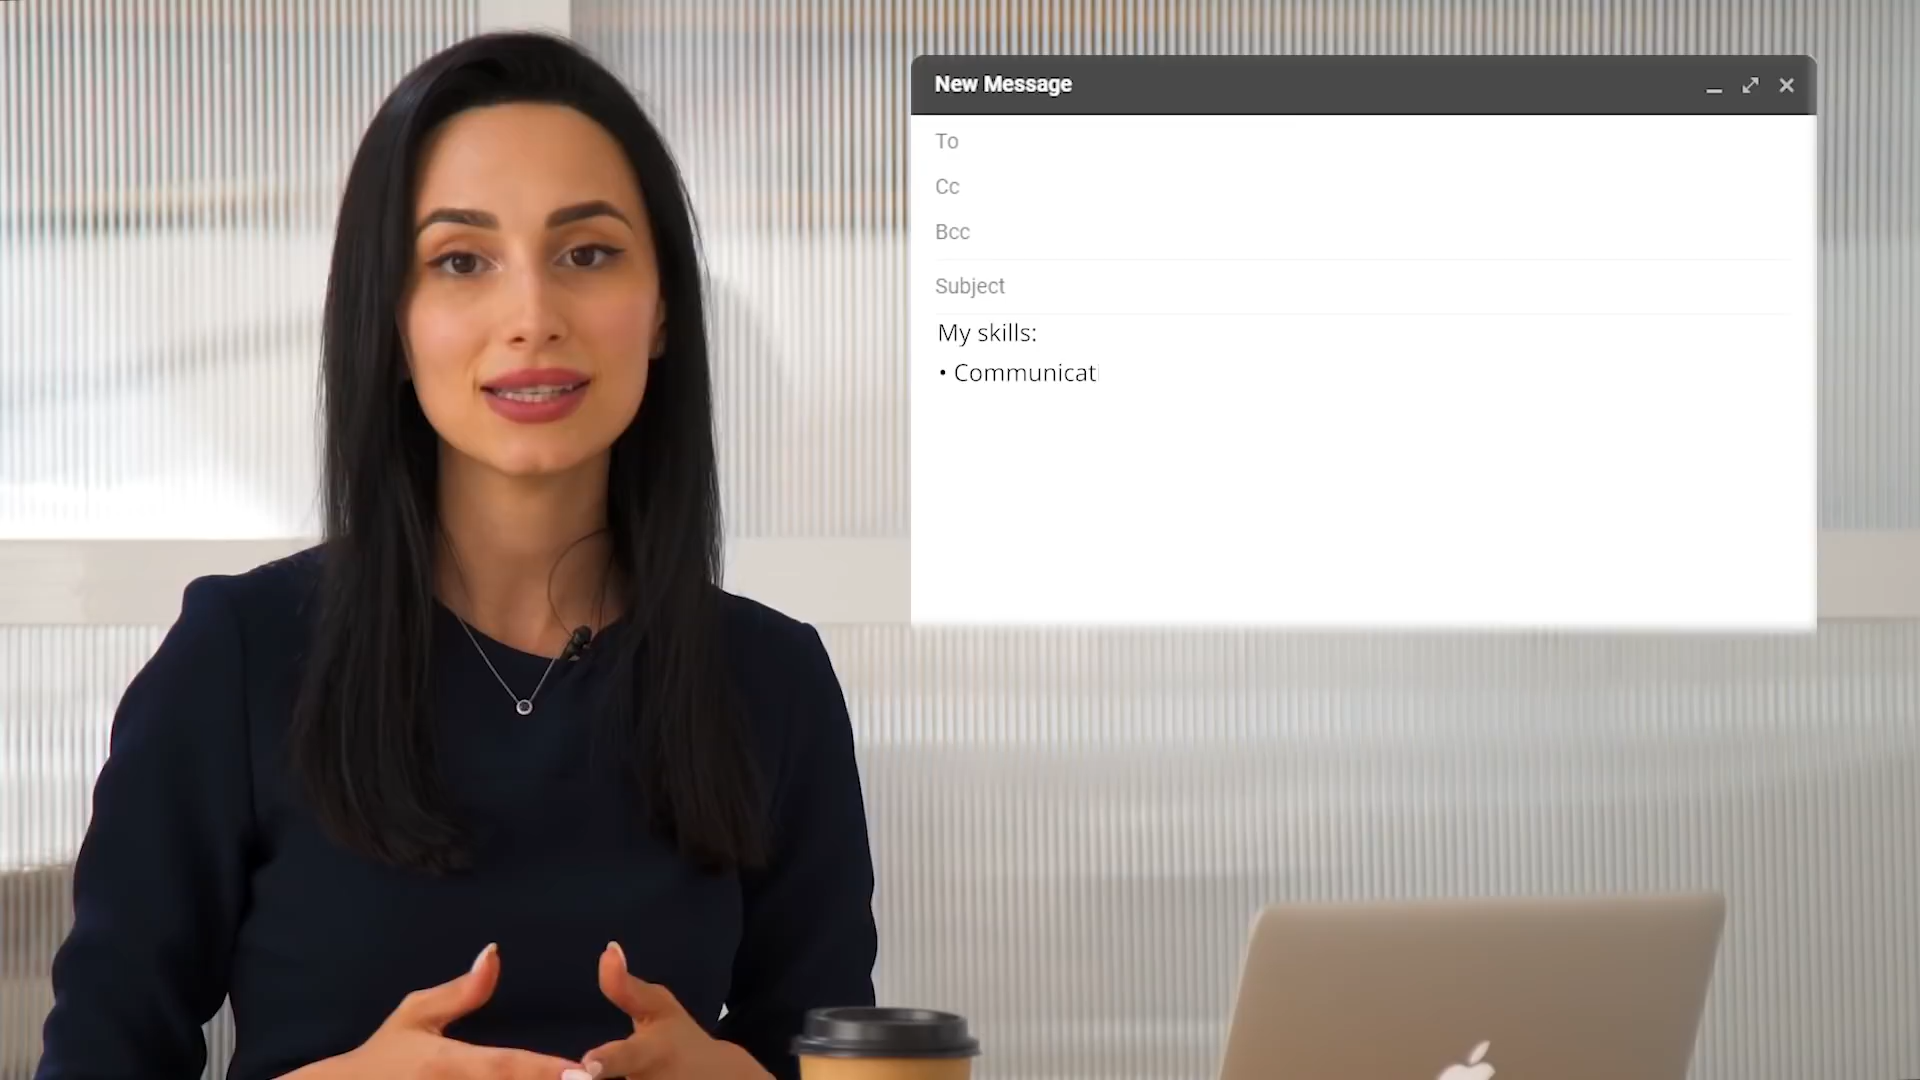 New Message
To
Cc
Bcc
Subject
My skills:
• Communicat